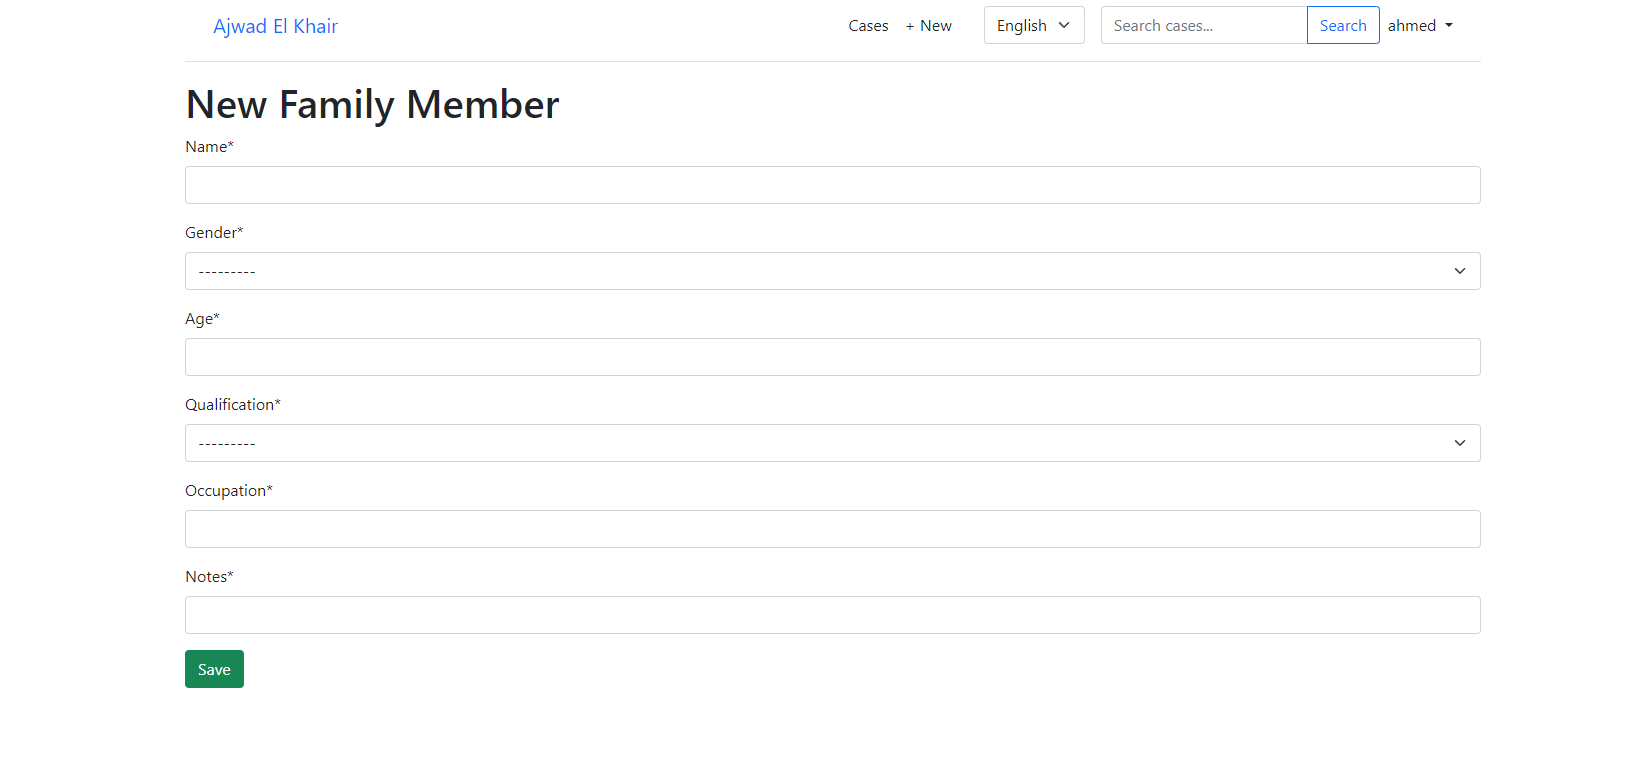 Ajwad El Khair Cases + New English Search cases... Search ahmed
New Family Member
Name*
Gender*
---------
Age*
Qualification*
---------
Occupation*
Notes*
Save